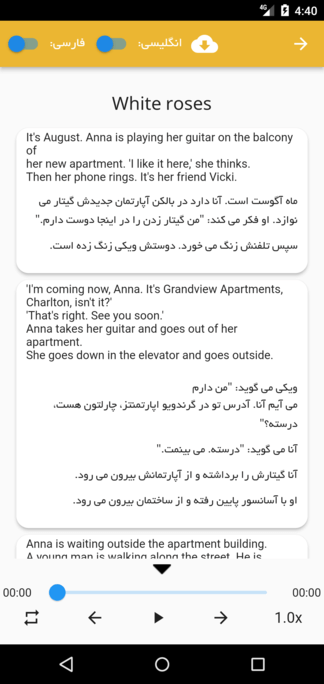 4G 4:40
فارسی: انگلیسی:
White roses
It's August. Anna is playing her guitar on the balcony
of
her new apartment. 'I like it here,' she thinks.
Then her phone rings. It's her friend Vicki.
ماه آگوست است. آنا دارد در بالکن آپارتمان جدیدش گیتار می
نوازد. او فکر می کند: "من گیتار زدن را در اینجا دوست دارم."
سپس تلفنش زنگ می خورد. دوستش ویکی زنگ زده است.
'I'm coming now, Anna. It's Grandview Apartments,
Charlton, isn't it?'
'That's right. See you soon.'
Anna takes her guitar and goes out of her
apartment.
She goes down in the elevator and goes outside.
ویکی می گوید: "من دارم
می آیم آنا. آدرس تو در گرندویو اپارتمنتز، چارلتون هست،
درسته؟"
آنا می گوید: "درسته. می بینمت."
آنا گیتارش را برداشته و از آپارتمانش بیرون می رود.
او با آسانسور پایین رفته و از ساختمان بیرون می رود.
Anna is waiting outside the apartment building.
A young man is walking along the street. He is
00:00 00:00
1.0x